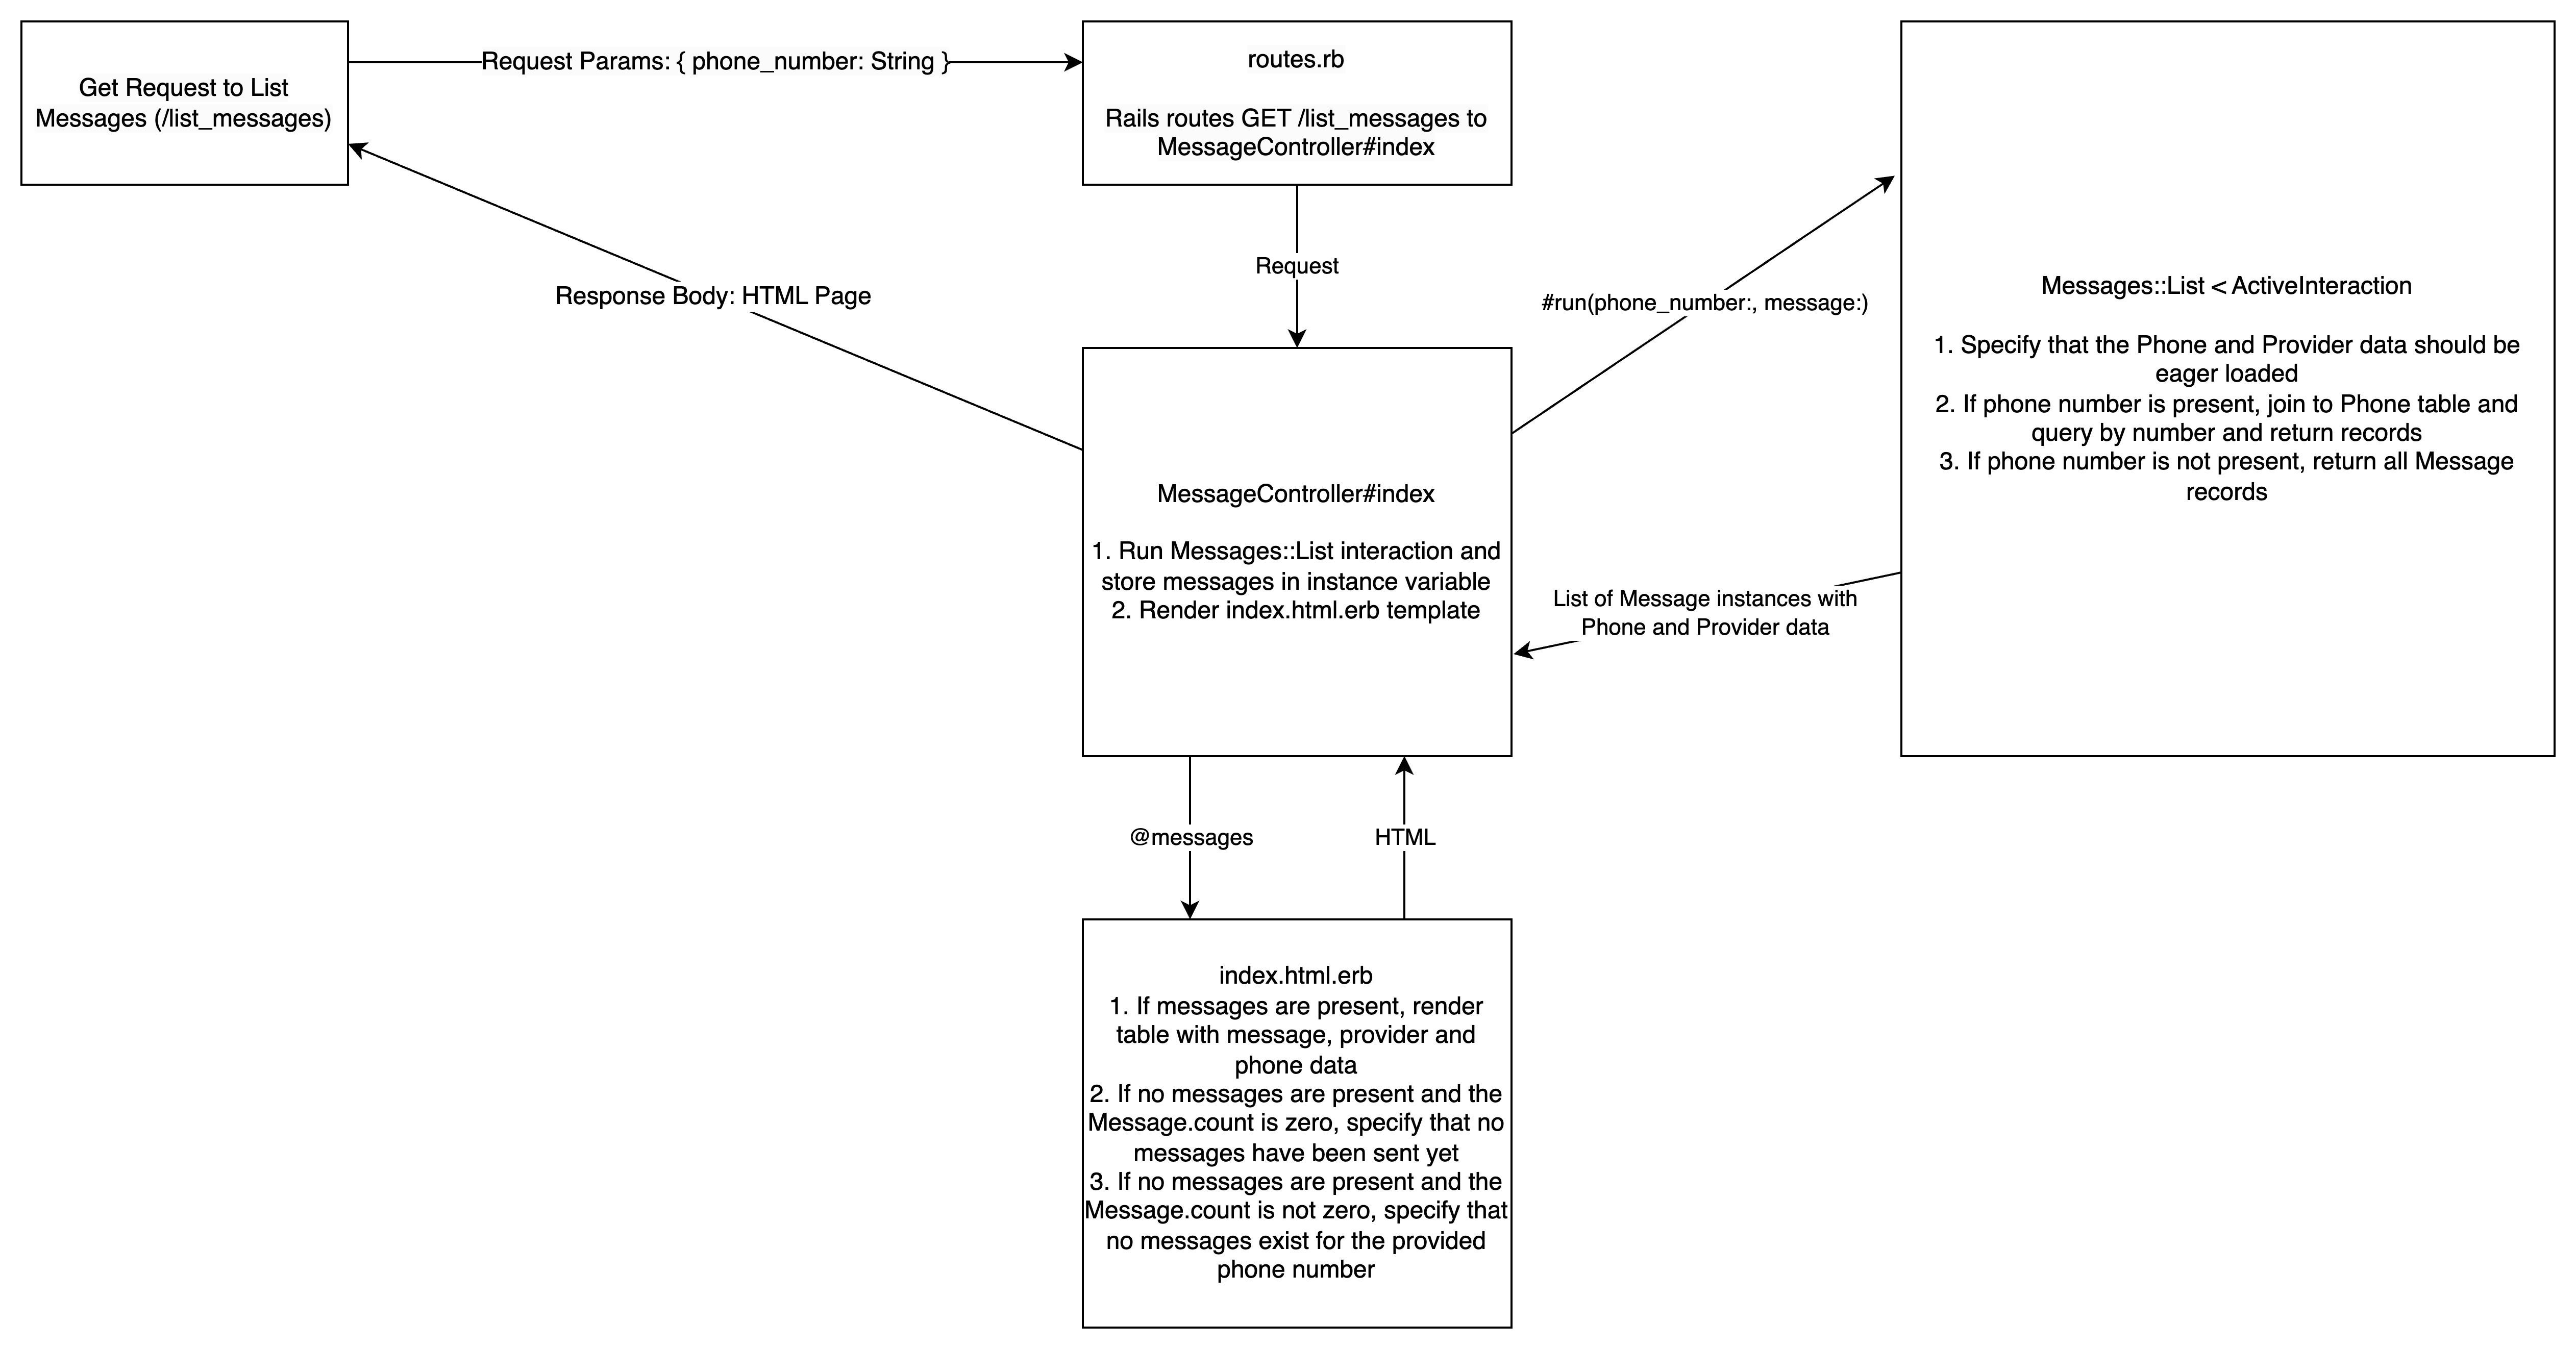 Get Request to List
Messages (/list_messages)
Request Params: { phone_number: String }
routes.rb
Rails routes GET /list_messages to
MessageController#index
Response Body: HTML Page
Request
#run(phone_number:, message:)
Messages::List < ActiveInteraction
1. Specify that the Phone and Provider data should be
eager loaded
2. If phone number is present, join to Phone table and
query by number and return records
3. If phone number is not present, return all Message
records
MessageController#index
1. Run Messages::List interaction and
store messages in instance variable
2. Render index.html.erb template
List of Message instances with
Phone and Provider data
@messages
HTML
index.html.erb
1. If messages are present, render
table with message, provider and
phone data
2. If no messages are present and the
Message.count is zero, specify that no
messages have been sent yet
3. If no messages are present and the
Message.count is not zero, specify that
no messages exist for the provided
phone number